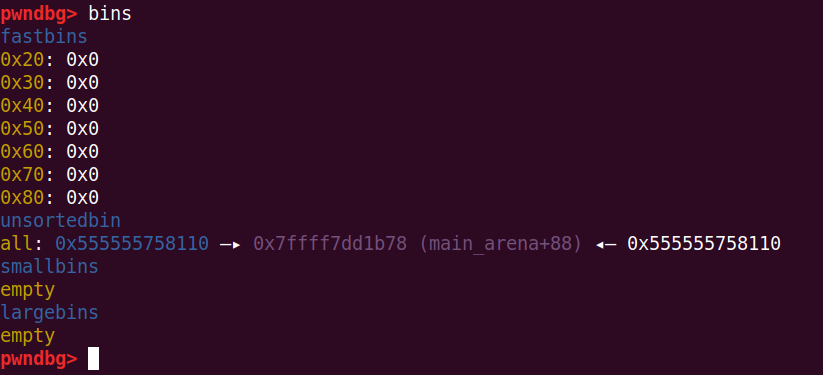 pwndbg> bins
fastbins
0x20: 0x0
0x30: 0x0
0x40: 0x0
0x50: 0x0
0x60: 0x0
0x70: 0x0
0x80: 0x0
unsortedbin
all: 0x555555758110 —▸ 0x7ffff7dd1b78 (main_arena+88) ◂— 0x555555758110
smallbins
empty
largebins
empty
pwndbg>